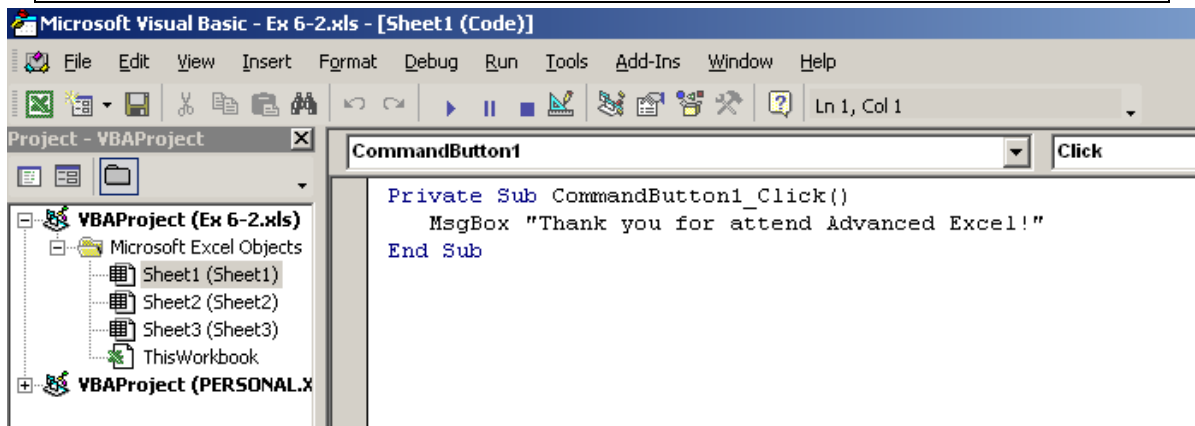 Microsoft Visual Basic - Ex 6-2.xls - [Sheet1 (Code)]
File Edit View Insert Format Debug Run Tools Add-Ins Window Help
Ln 1, Col 1
Project - VBAProject
CommandButton1
Click
VBAProject (Ex 6-2.xls)
Microsoft Excel Objects
Sheet1 (Sheet1)
Sheet2 (Sheet2)
Sheet3 (Sheet3)
ThisWorkbook
VBAProject (PERSONAL.X
Private Sub CommandButton1_Click()
MsgBox "Thank you for attend Advanced Excel!"
End Sub